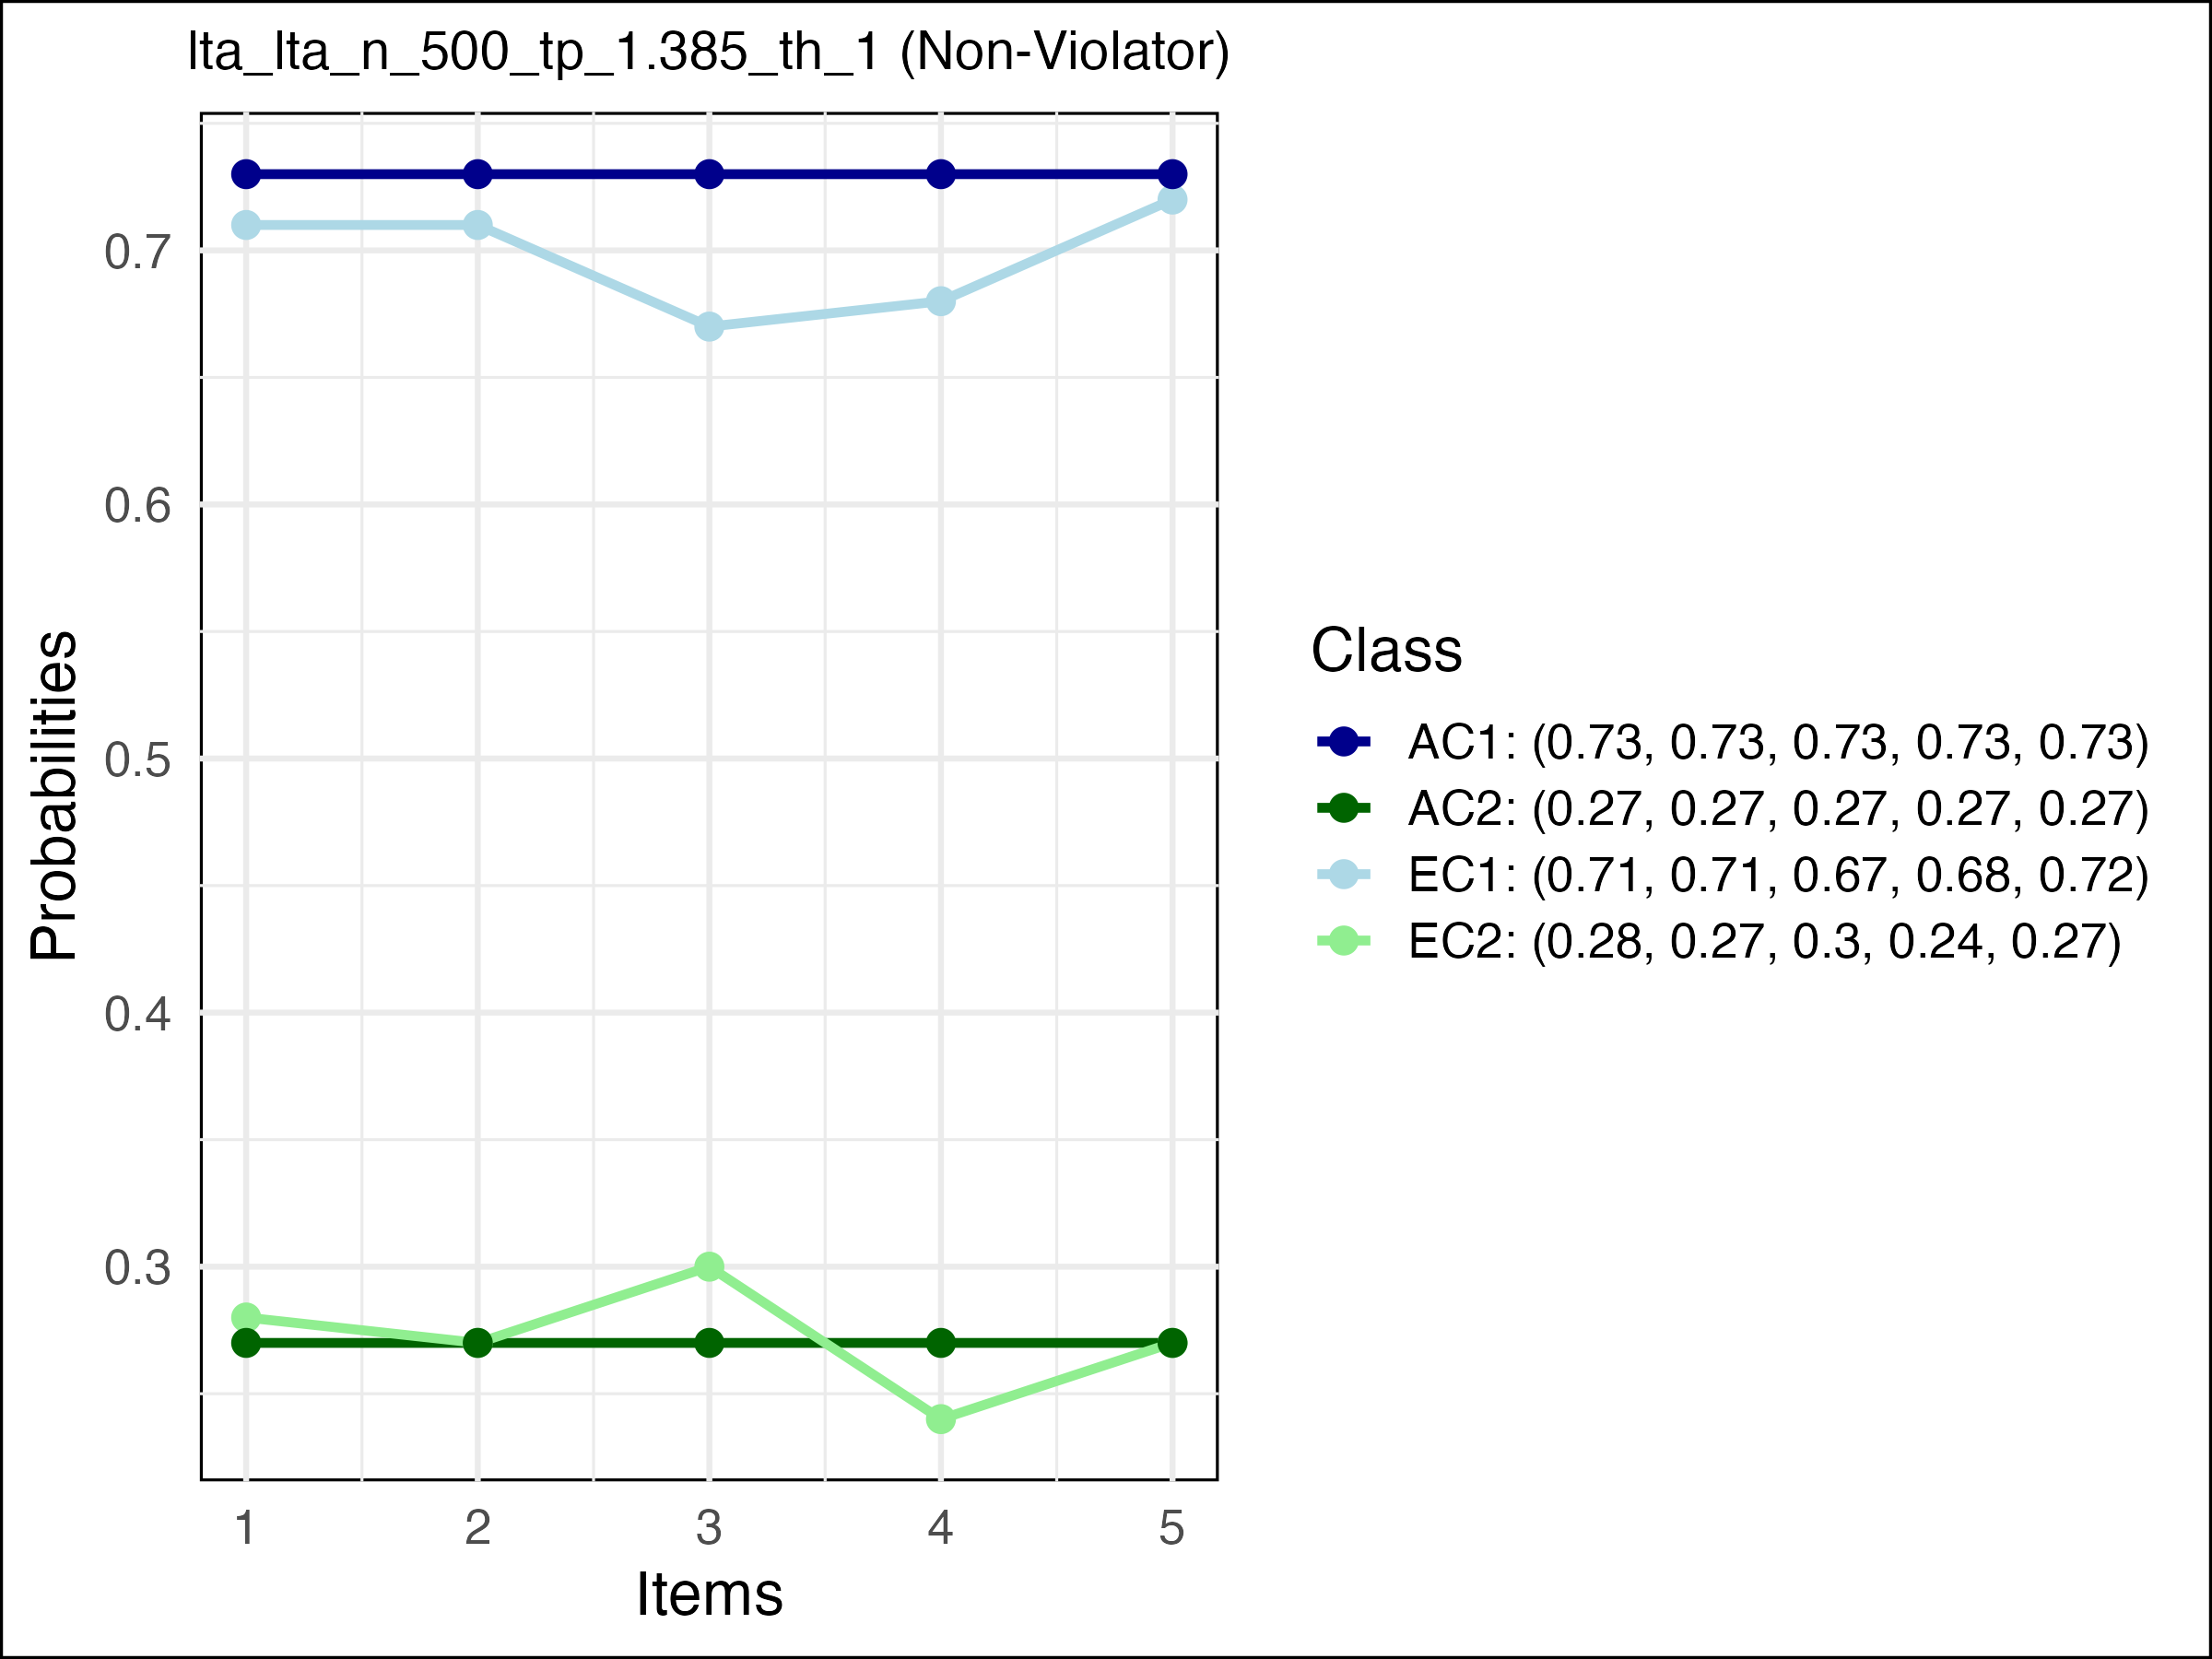 lta_lta_n_500_tp_1.385_th_1 (Non-Violator)
Probabilities
0.7
0.6
0.5
0.4
0.3
1 2 3 4 5
Items
Class
AC1: (0.73, 0.73, 0.73, 0.73, 0.73)
AC2: (0.27, 0.27, 0.27, 0.27, 0.27)
EC1: (0.71, 0.71, 0.67, 0.68, 0.72)
EC2: (0.28, 0.27, 0.3, 0.24, 0.27)